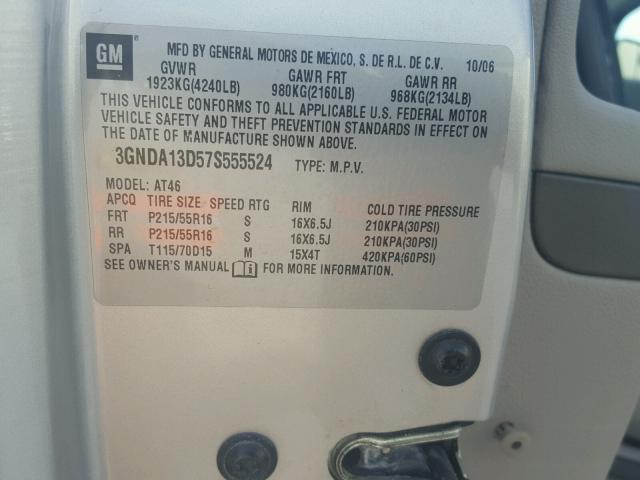 GM
MFD BY GENERAL MOTORS DE MEXICO, S. DE R.L. DE C.V. 10/06
GVWR GAWR FRT GAWR RR
1923KG(4240LB) 980KG(2160LB) 968KG(2134LB)
THIS VEHICLE CONFORMS TO ALL APPLICABLE U.S. FEDERAL MOTOR
VEHICLE SAFETY AND THEFT PREVENTION STANDARDS IN EFFECT ON
THE DATE OF MANUFACTURE SHOWN ABOVE.
3GNDA13D57S555524 TYPE: M.P.V.
MODEL: AT46
APCQ TIRE SIZE SPEED RTG RIM COLD TIRE PRESSURE
FRT P215/55R16 S 16X6.5J 210KPA(30PSI)
RR P215/55R16 S 16X6.5J 210KPA(30PSI)
SPA T115/70D15 M 15X4T 420KPA(60PSI)
SEE OWNER'S MANUAL FOR MORE INFORMATION.